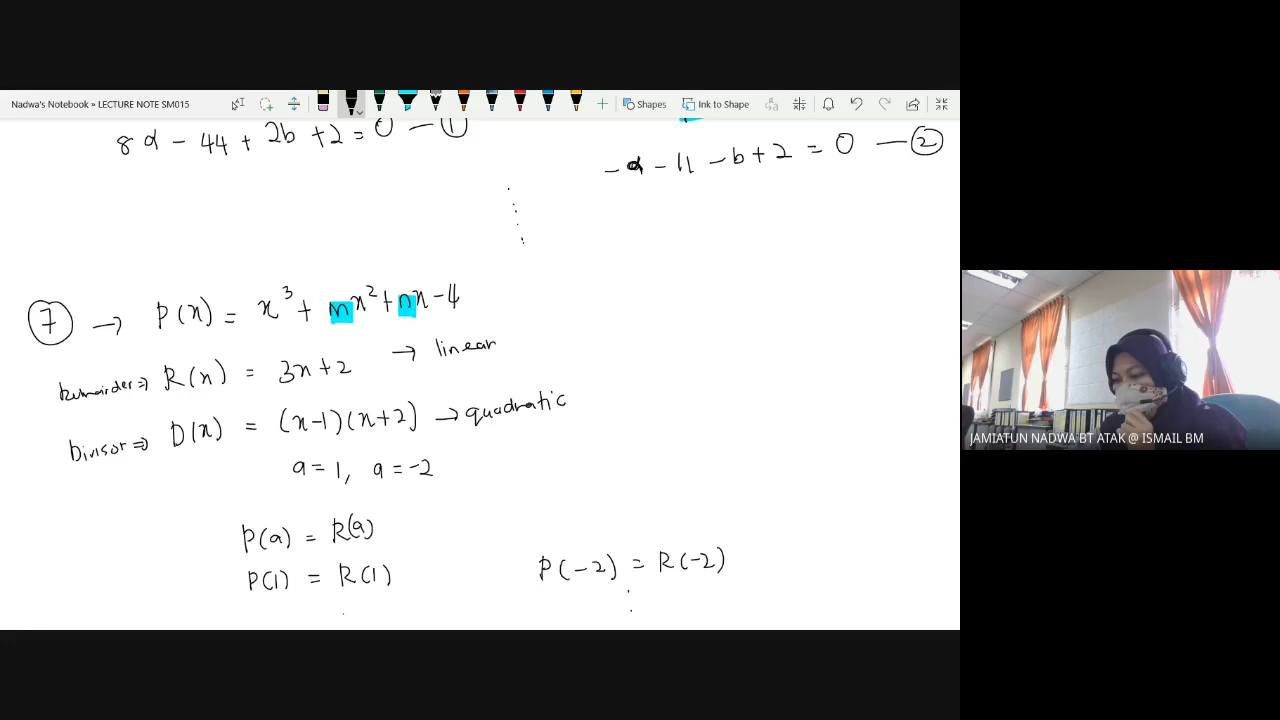 Nadwa's Notebook » LECTURE NOTE SM015
Shapes
Ink to Shape
8a - 44 + 2b + 2 = 0 — ①
-a - 11 - b + 2 = 0 — ②
⑦ → P(x) = x³ + mx² + nx - 4
Remainder ⇒ R(x) = 3x + 2 → linear
Divisor ⇒ D(x) = (x-1)(x+2) → quadratic
a = 1, a = -2
P(a) = R(a)
P(1) = R(1)
P(-2) = R(-2)
JAMIATUN NADWA BT ATAK @ ISMAIL BM